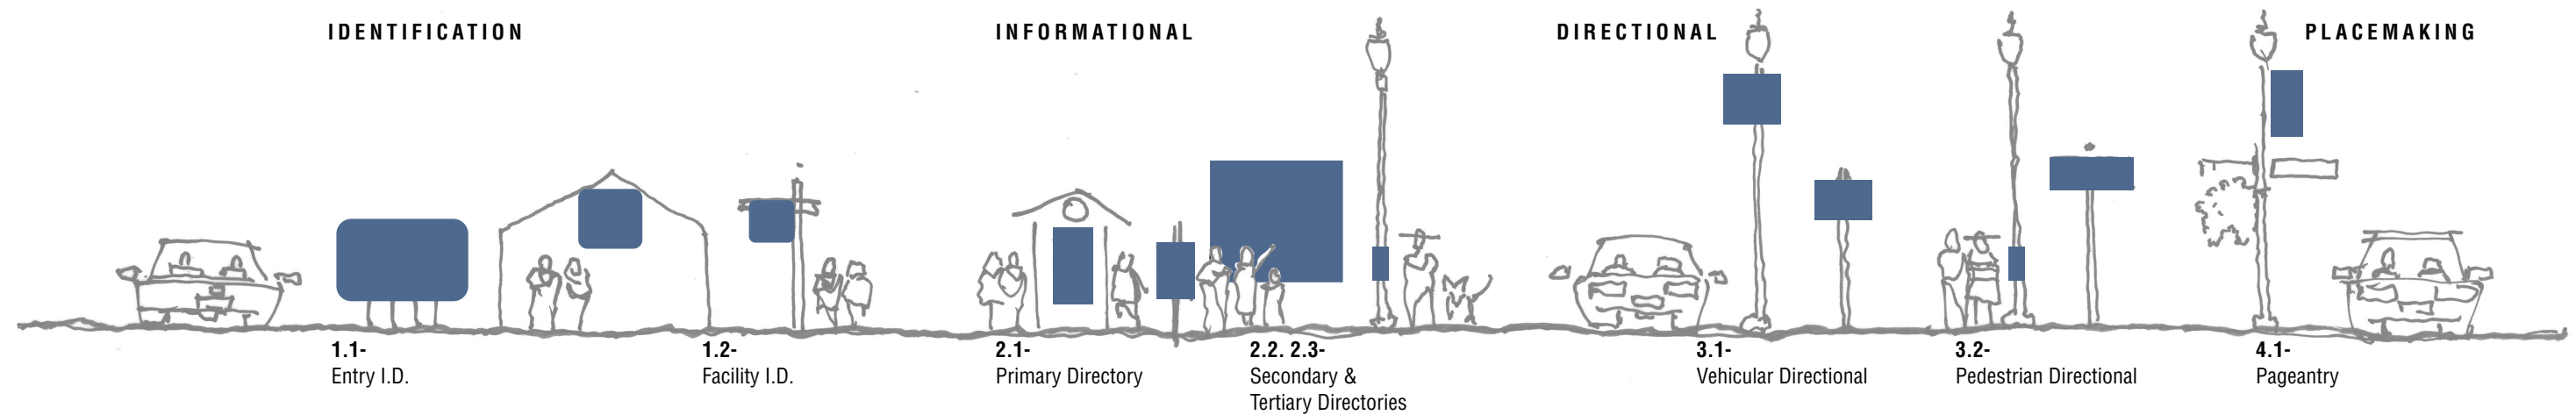 IDENTIFICATION
INFORMATIONAL
DIRECTIONAL
PLACEMAKING
1.1-
Entry I.D.
1.2-
Facility I.D.
2.1-
Primary Directory
2.2. 2.3-
Secondary &
Tertiary Directories
3.1-
Vehicular Directional
3.2-
Pedestrian Directional
4.1-
Pageantry